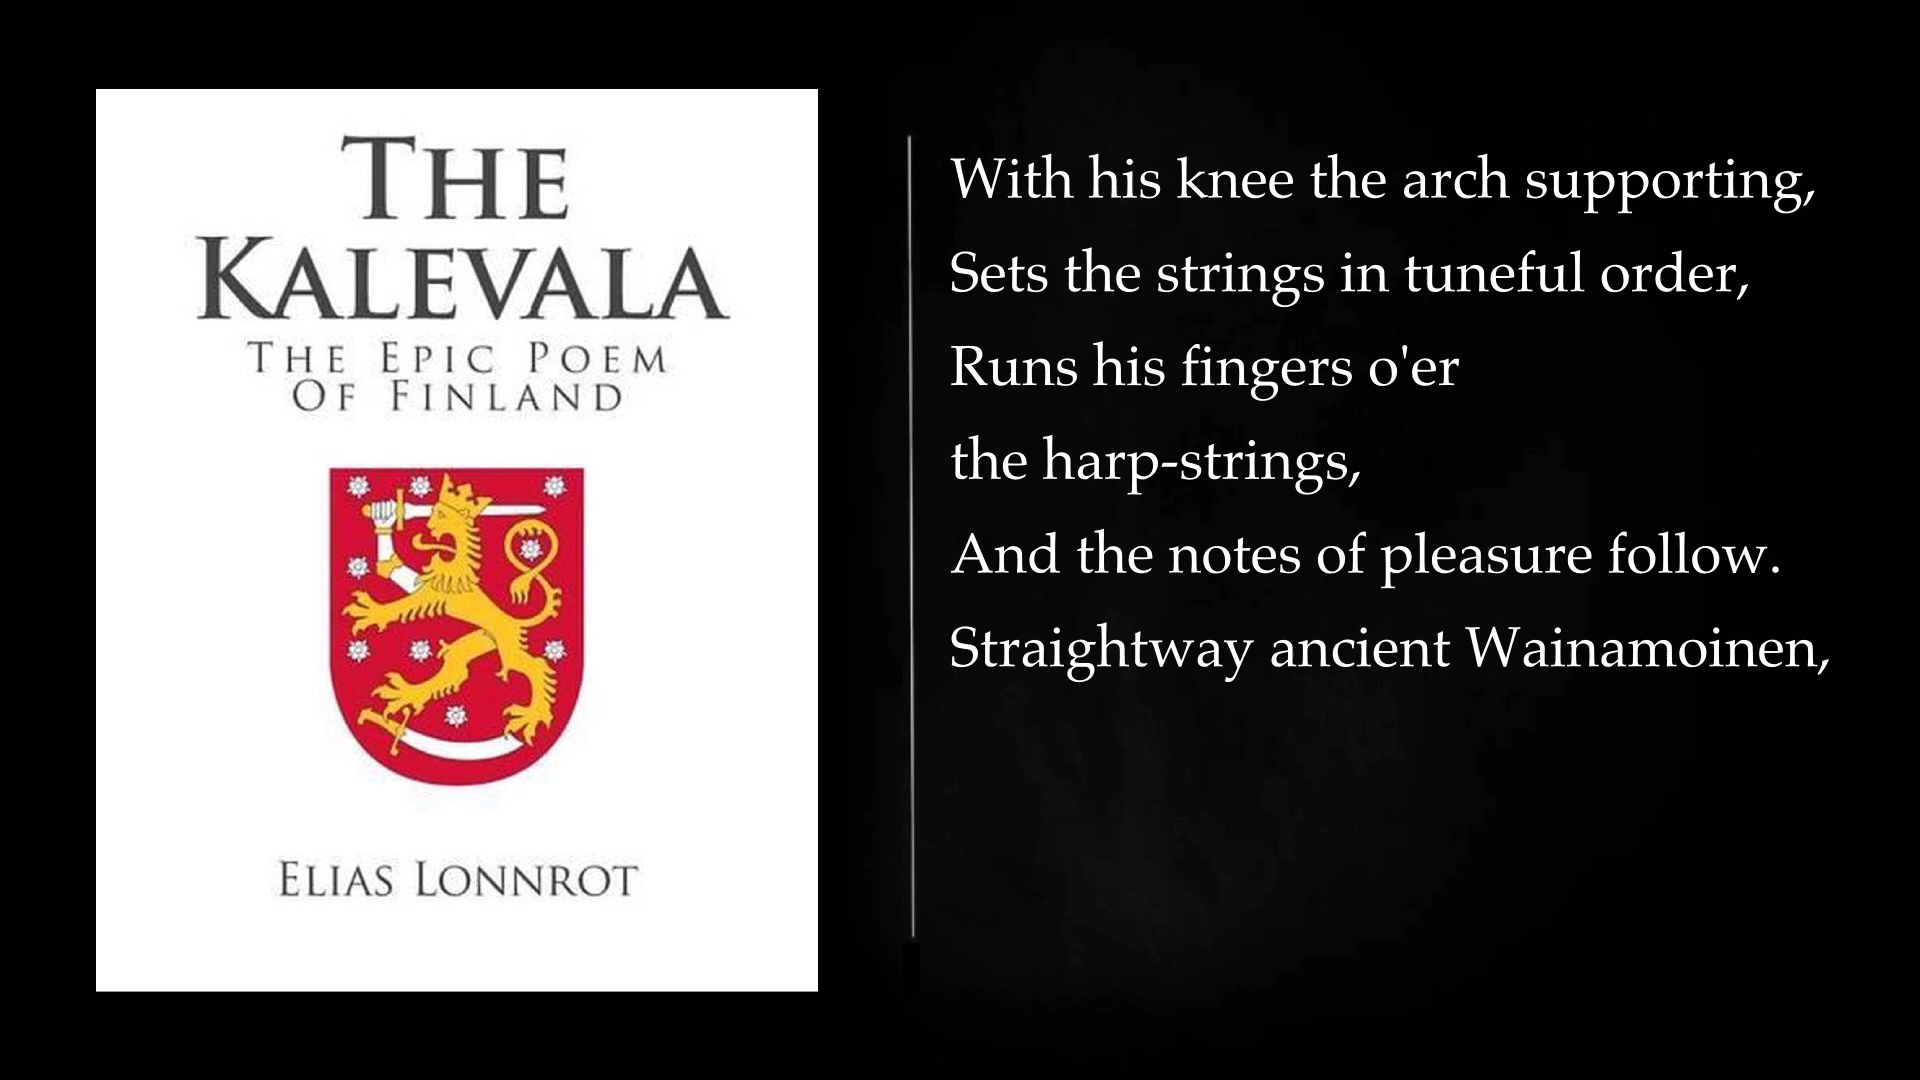 THE
KALEVALA
THE EPIC POEM
OF FINLAND
ELIAS LONNROT
With his knee the arch supporting,
Sets the strings in tuneful order,
Runs his fingers o'er
the harp-strings,
And the notes of pleasure follow.
Straightway ancient Wainamoinen,